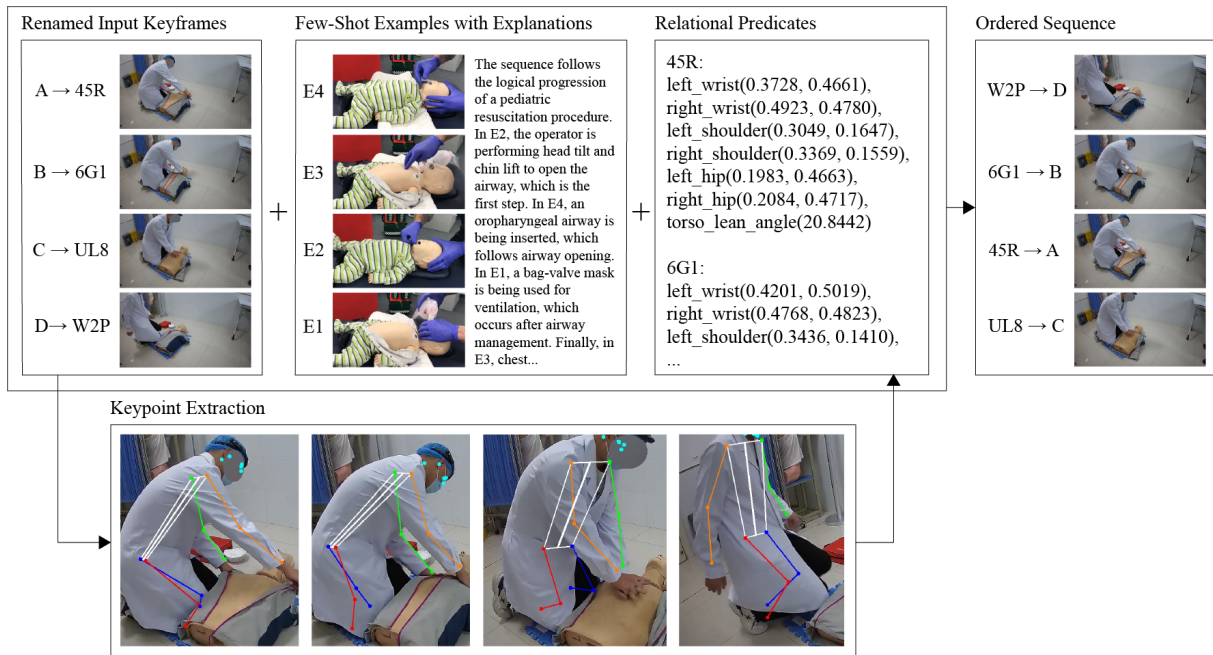 Renamed Input Keyframes
A → 45R
B → 6G1
C → UL8
D→ W2P
+
Few-Shot Examples with Explanations
E4
E3
E2
E1
The sequence follows
the logical progression
of a pediatric
resuscitation procedure.
In E2, the operator is
performing head tilt and
chin lift to open the
airway, which is the
first step. In E4, an
oropharyngeal airway is
being inserted, which
follows airway opening.
In E1, a bag-valve mask
is being used for
ventilation, which
occurs after airway
management. Finally, in
E3, chest...
+
Relational Predicates
45R:
left_wrist(0.3728, 0.4661),
right_wrist(0.4923, 0.4780),
left_shoulder(0.3049, 0.1647),
right_shoulder(0.3369, 0.1559),
left_hip(0.1983, 0.4663),
right_hip(0.2084, 0.4717),
torso_lean_angle(20.8442)
6G1:
left_wrist(0.4201, 0.5019),
right_wrist(0.4768, 0.4823),
left_shoulder(0.3436, 0.1410),
...
Ordered Sequence
W2P → D
6G1 → B
45R → A
UL8 → C
Keypoint Extraction